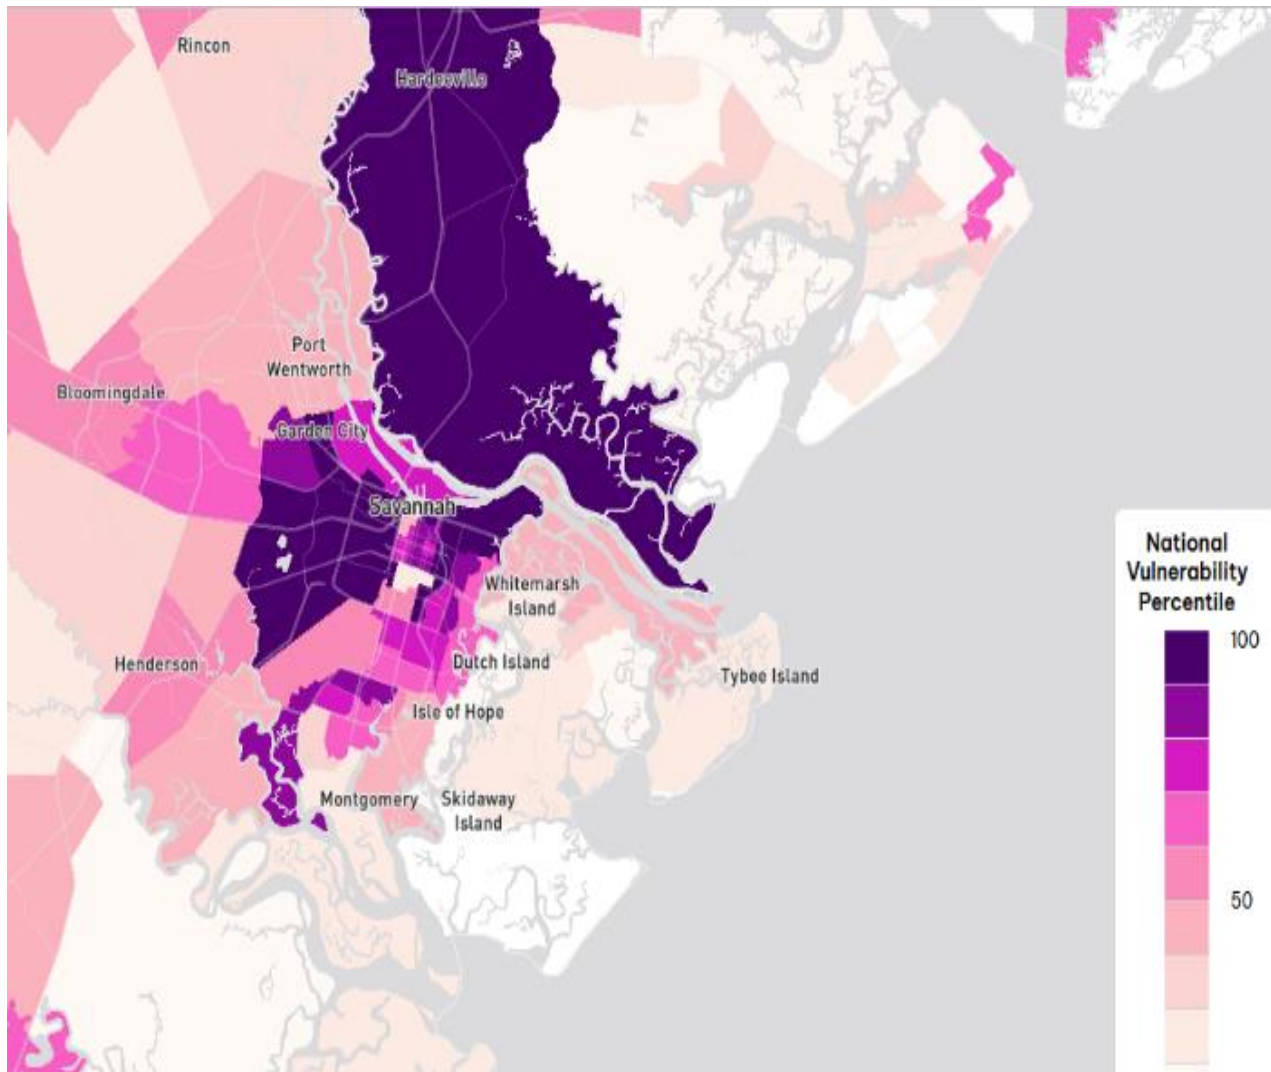 Rincon
Hardeeville
Port
Wentworth
Bloomingdale
Garden City
Savannah
Whitemarsh
Island
Henderson
Dutch Island
Tybee Island
Isle of Hope
Montgomery
Skidaway
Island
National
Vulnerability
Percentile
100
50